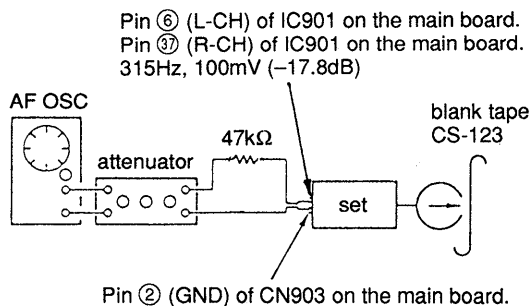 Pin ⑥ (L-CH) of IC901 on the main board.
Pin ㊲ (R-CH) of IC901 on the main board.
315Hz, 100mV (–17.8dB)
AF OSC
attenuator
47kΩ
blank tape
CS-123
set
Pin ② (GND) of CN903 on the main board.